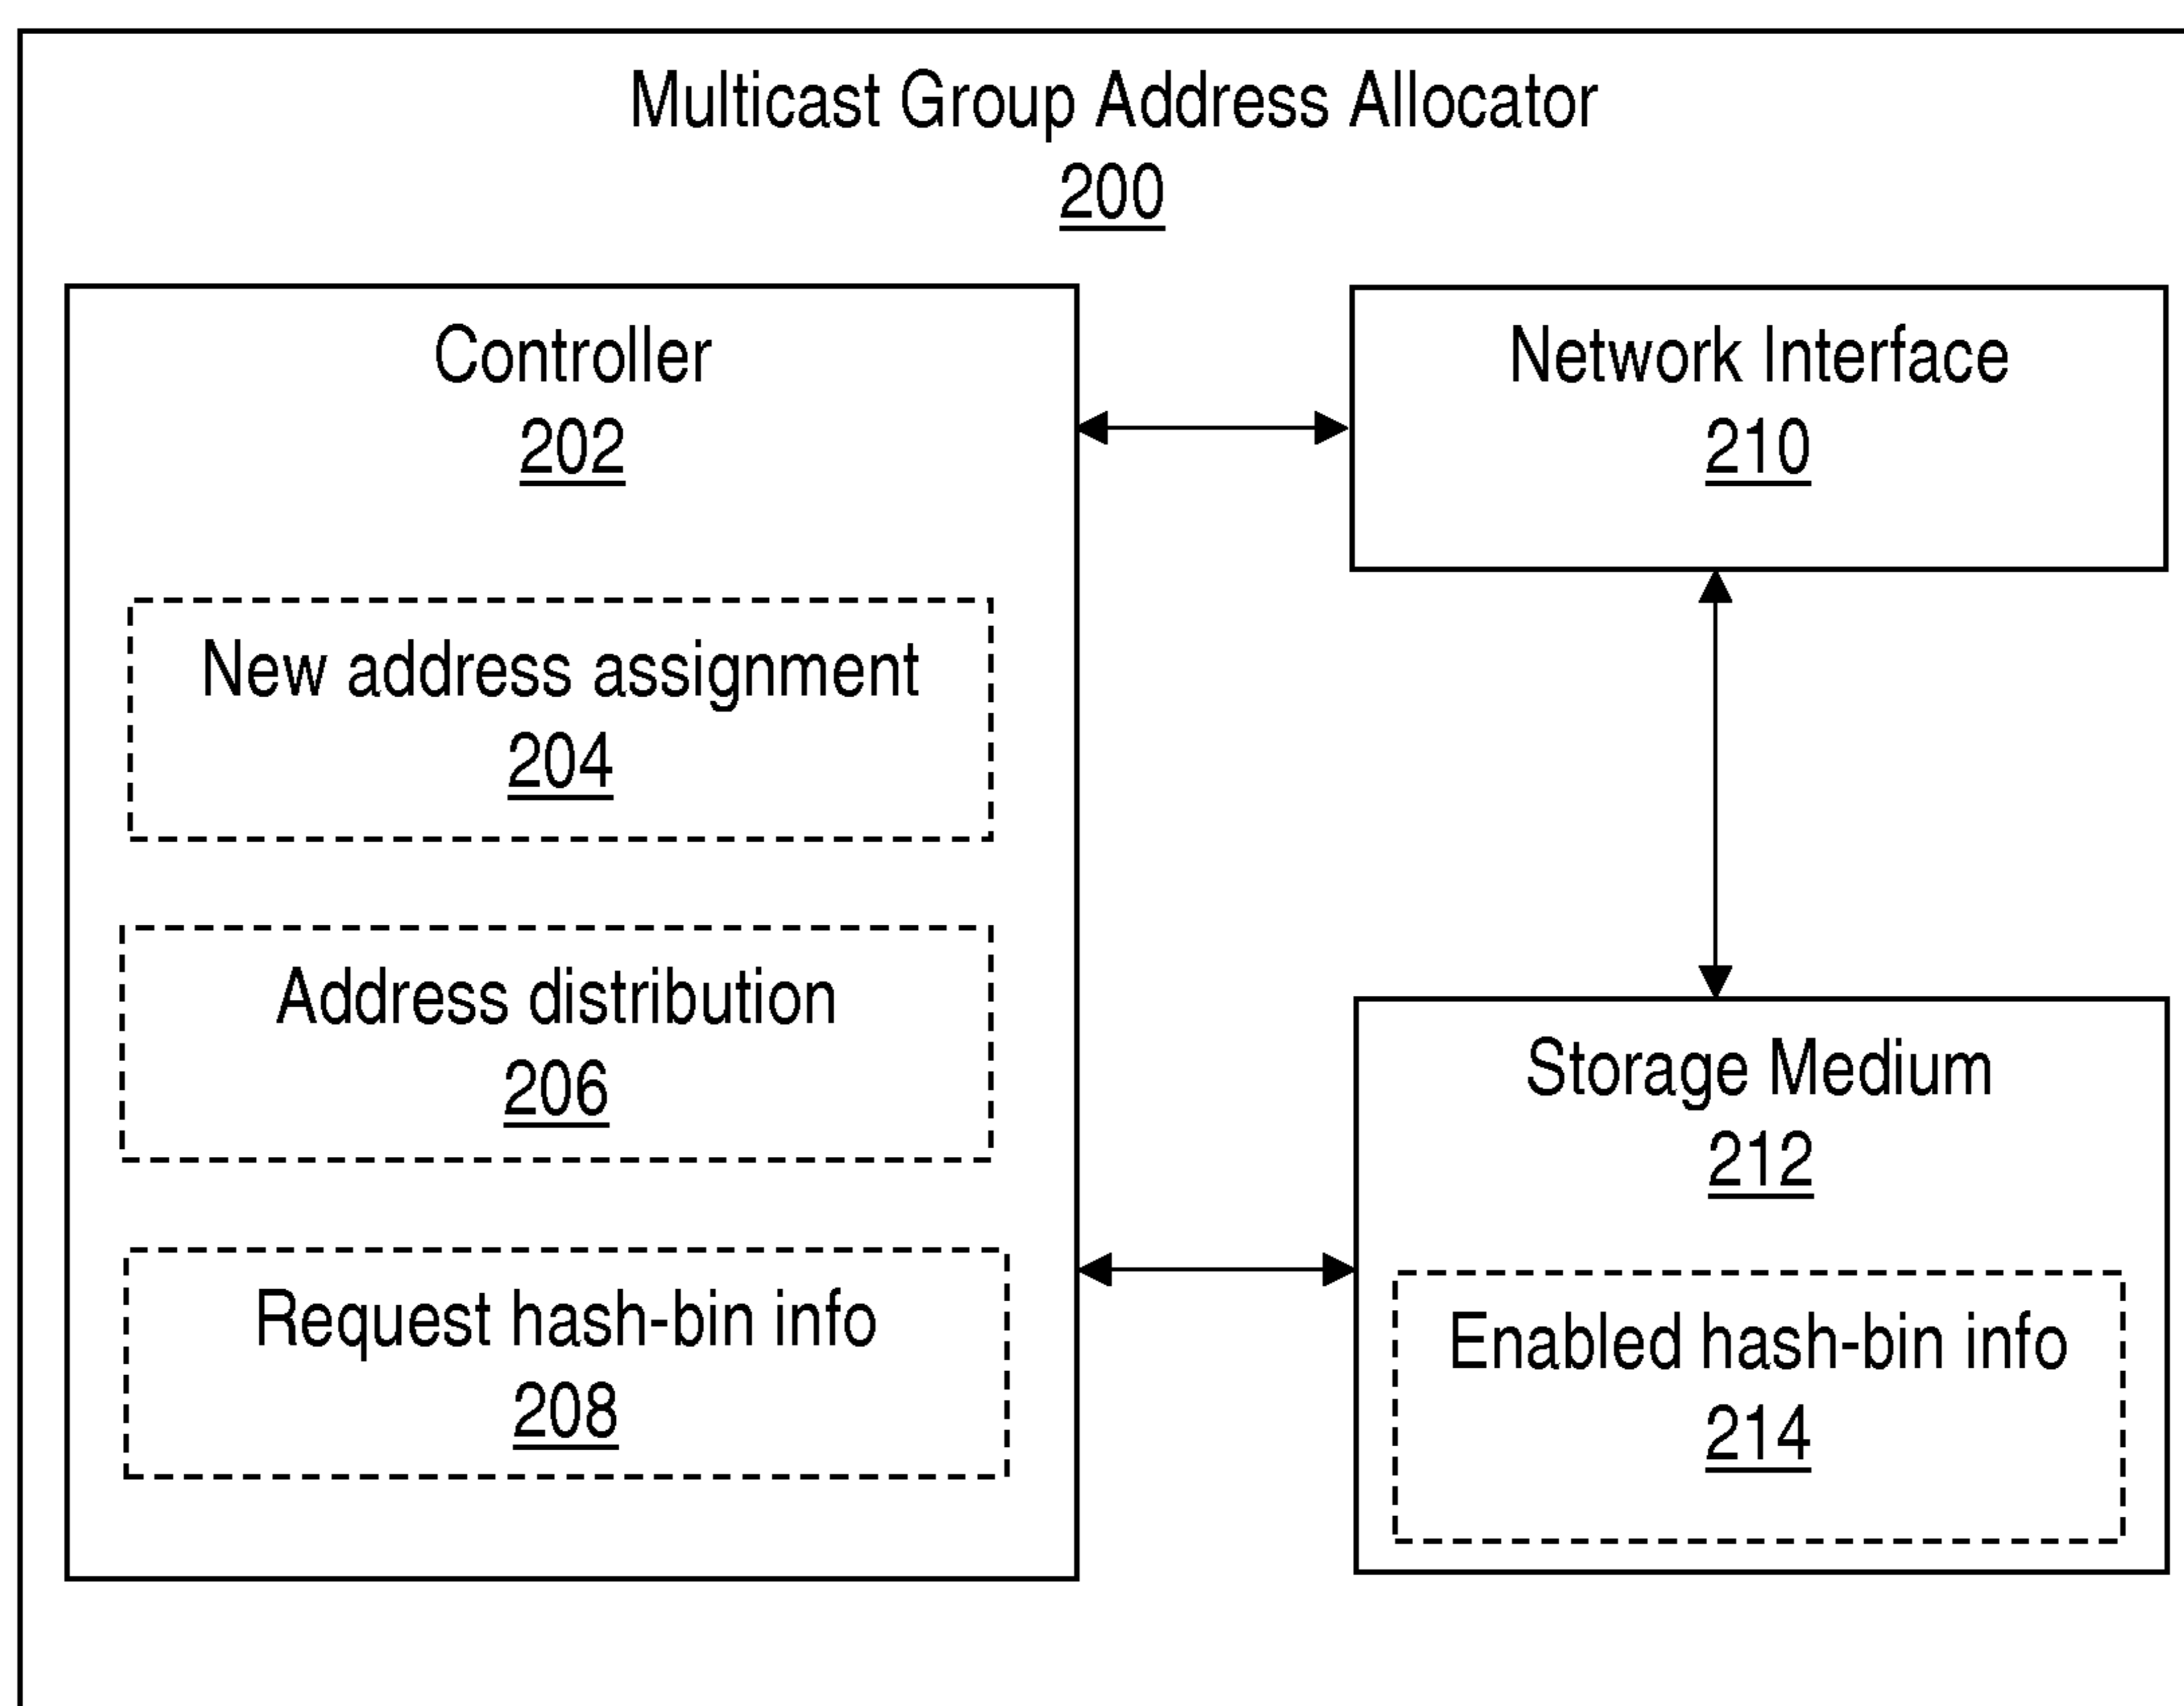 Multicast Group Address Allocator
200
Controller
202
New address assignment
204
Address distribution
206
Request hash-bin info
208
Network Interface
210
Storage Medium
212
Enabled hash-bin info
214